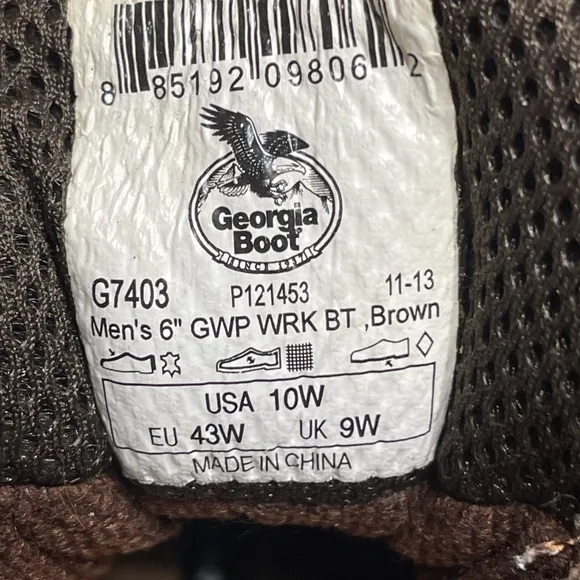 8 85192 09806 2
Georgia
Boot
SINCE 1937
G7403 P121453 11-13
Men's 6" GWP WRK BT ,Brown
USA 10W
EU 43W UK 9W
MADE IN CHINA